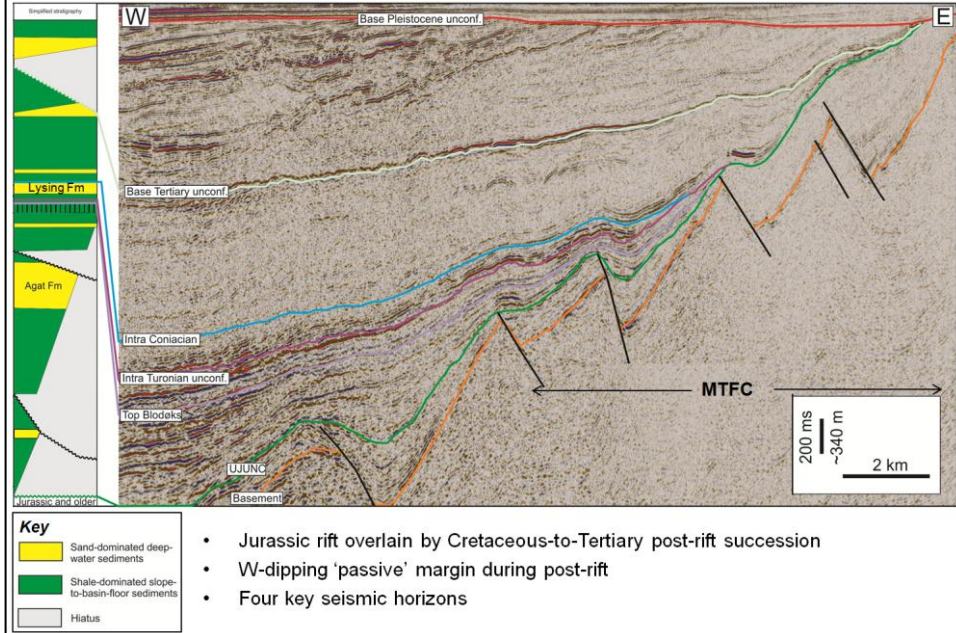 Simplified stratigraphy
W
Base Pleistocene unconf.
E
Lysing Fm
Base Tertiary unconf.
Agat Fm
Intra Coniacian
Intra Turonian unconf.
MTFC
Top Blodøks
200 ms
~340 m
2 km
UJUNC
Basement
Jurassic and older
Key
Sand-dominated deep-
water sediments
Shale-dominated slope-
to-basin-floor sediments
Hiatus
• Jurassic rift overlain by Cretaceous-to-Tertiary post-rift succession
• W-dipping ‘passive’ margin during post-rift
• Four key seismic horizons